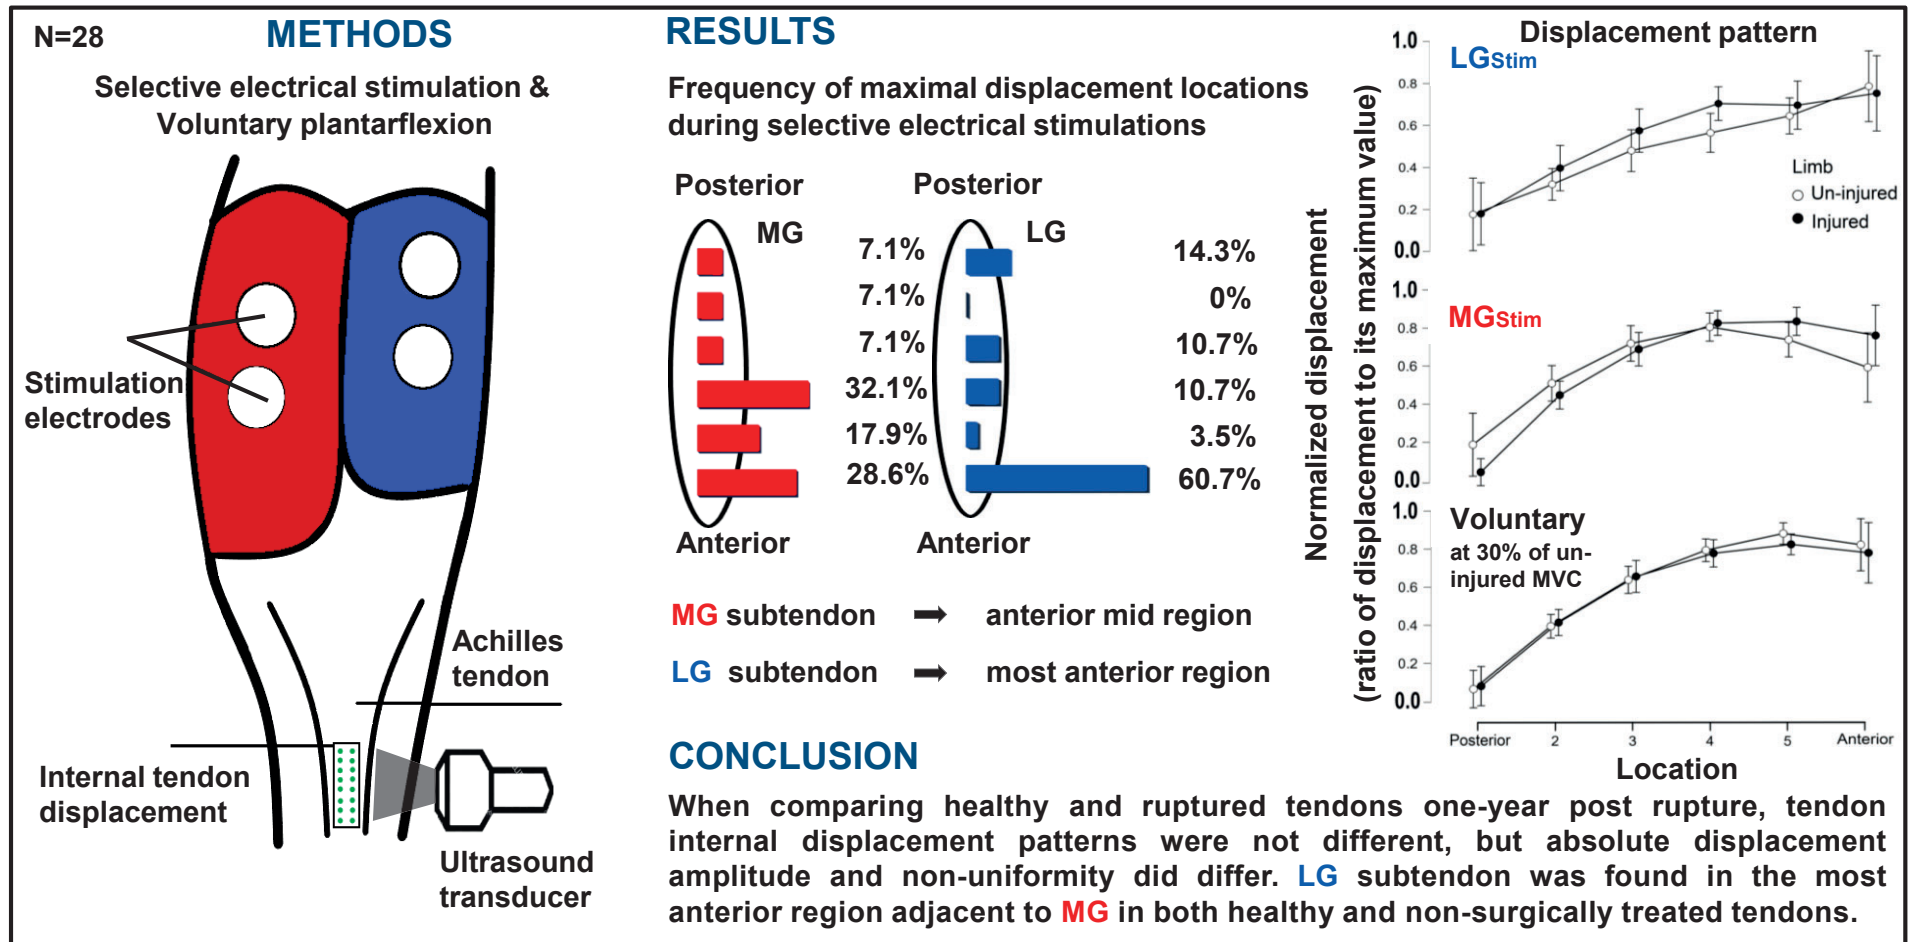 N=28
METHODS
Selective electrical stimulation &
Voluntary plantarflexion
Stimulation
electrodes
Achilles
tendon
Internal tendon
displacement
Ultrasound
transducer
RESULTS
Frequency of maximal displacement locations
during selective electrical stimulations
Posterior
MG
7.1%
7.1%
7.1%
32.1%
17.9%
28.6%
Anterior
Posterior
LG
14.3%
0%
10.7%
10.7%
3.5%
60.7%
Anterior
MG subtendon ➡ anterior mid region
LG subtendon ➡ most anterior region
Normalized displacement
(ratio of displacement to its maximum value)
Displacement pattern
LGStim
1.0
0.8
0.6
0.4
0.2
0.0
Limb
Un-injured
Injured
MGStim
1.0
0.8
0.6
0.4
0.2
0.0
Voluntary
at 30% of un-
injured MVC
1.0
0.8
0.6
0.4
0.2
0.0
Posterior 2 3 4 5 Anterior
Location
CONCLUSION
When comparing healthy and ruptured tendons one-year post rupture, tendon
internal displacement patterns were not different, but absolute displacement
amplitude and non-uniformity did differ. LG subtendon was found in the most
anterior region adjacent to MG in both healthy and non-surgically treated tendons.